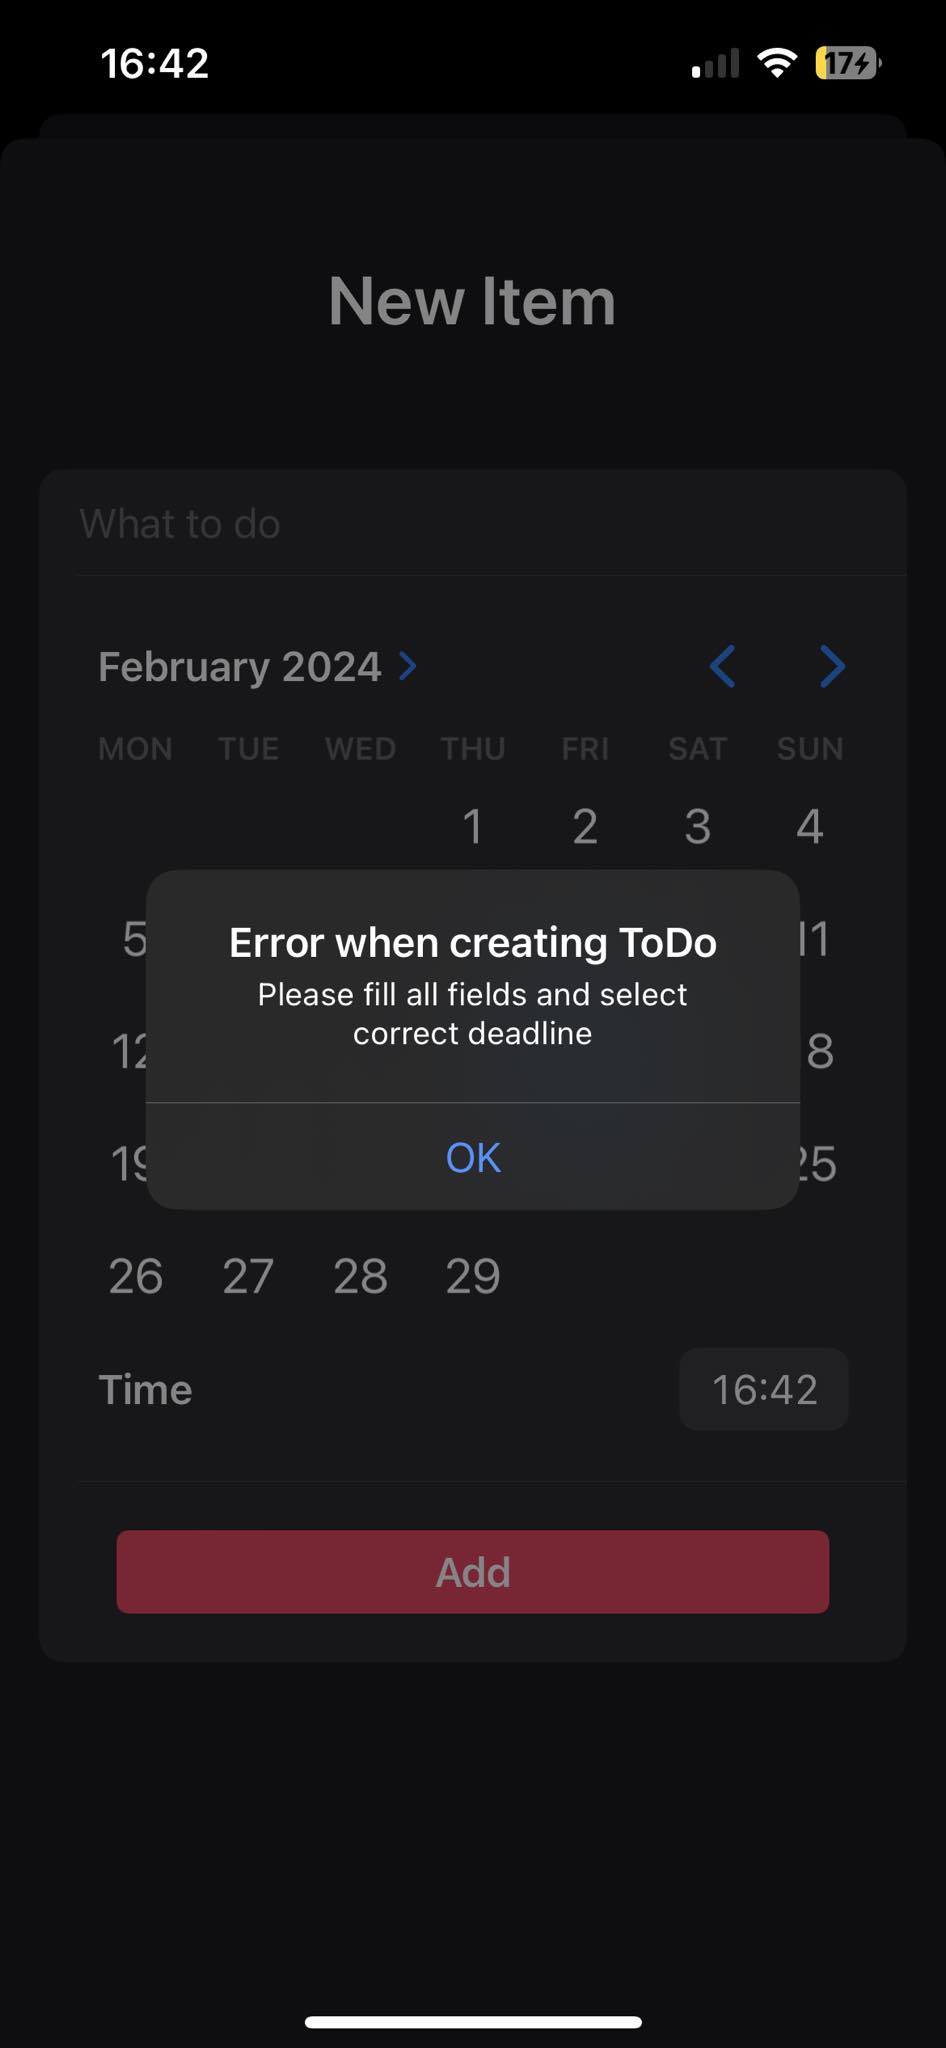 16:42
17
New Item
What to do
February 2024
MON TUE WED THU FRI SAT SUN
1 2 3 4
5 11
Error when creating ToDo
Please fill all fields and select
correct deadline
12 18
OK
19 25
26 27 28 29
Time 16:42
Add